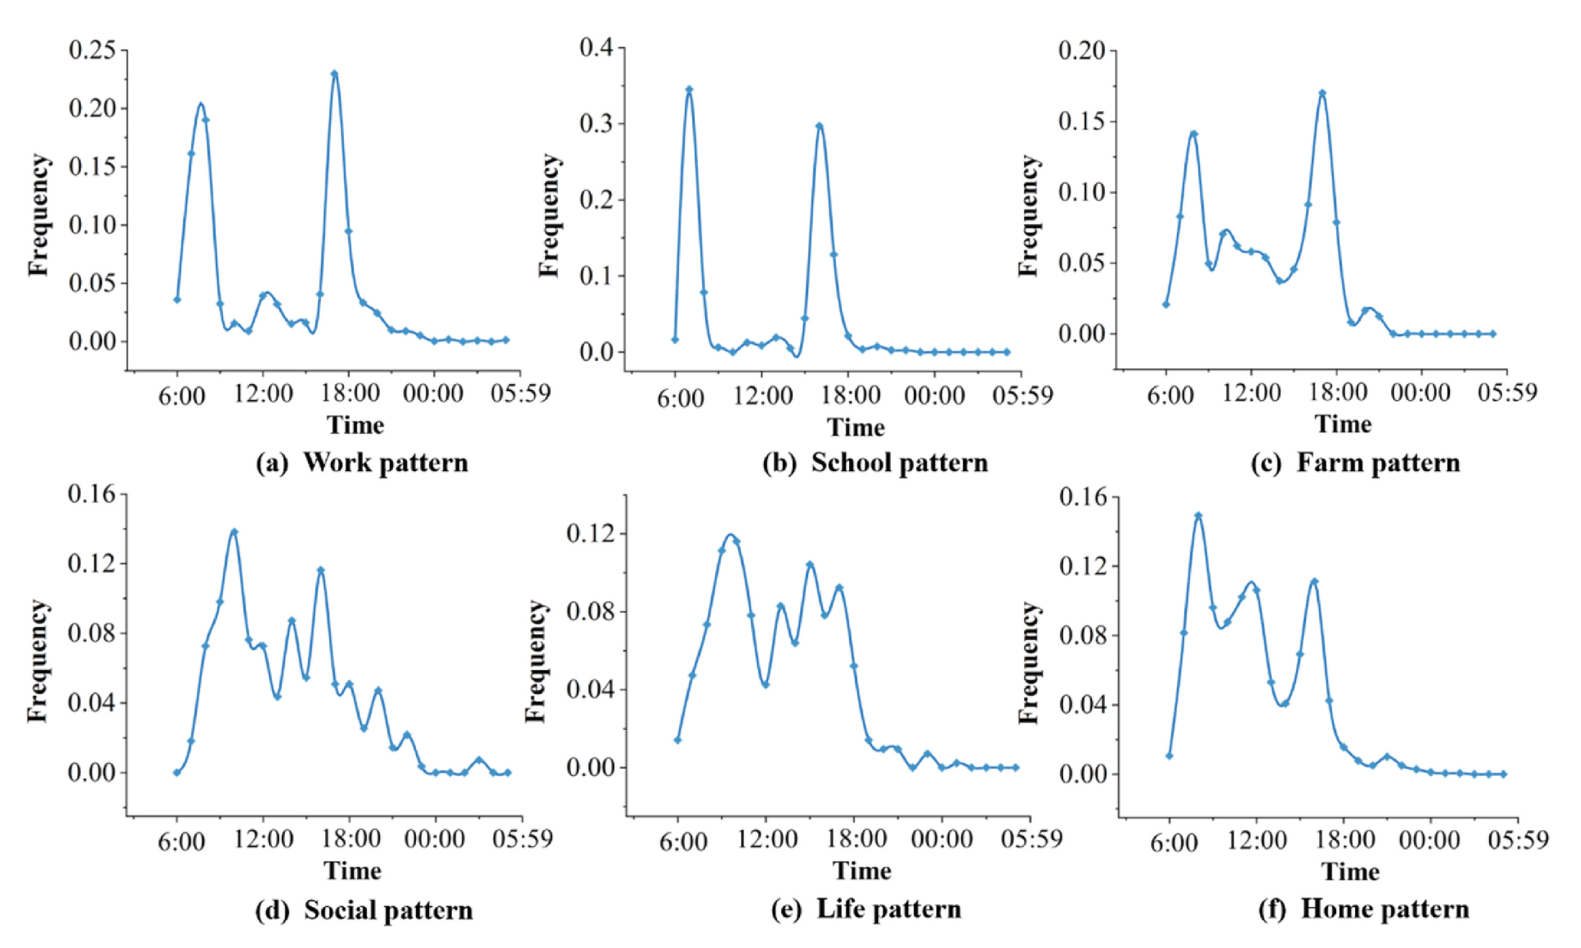 0.25
0.20
0.15
0.10
0.05
0.00
Frequency
6:00 12:00 18:00 00:00 05:59
Time
(a) Work pattern
0.4
0.3
0.2
0.1
0.0
Frequency
6:00 12:00 18:00 00:00 05:59
Time
(b) School pattern
0.20
0.15
0.10
0.05
0.00
Frequency
6:00 12:00 18:00 00:00 05:59
Time
(c) Farm pattern
0.16
0.12
0.08
0.04
0.00
Frequency
6:00 12:00 18:00 00:00 05:59
Time
(d) Social pattern
0.12
0.08
0.04
0.00
Frequency
6:00 12:00 18:00 00:00 05:59
Time
(e) Life pattern
0.16
0.12
0.08
0.04
0.00
Frequency
6:00 12:00 18:00 00:00 05:59
Time
(f) Home pattern